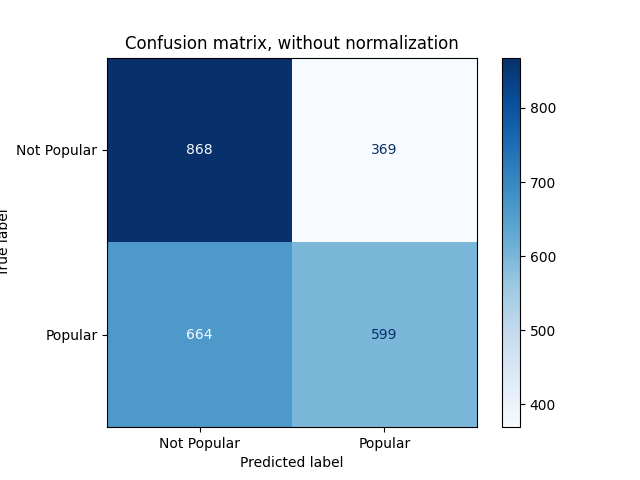 Confusion matrix, without normalization
Not Popular
868
369
Popular
664
599
True label
Not Popular
Popular
Predicted label
800
700
600
500
400